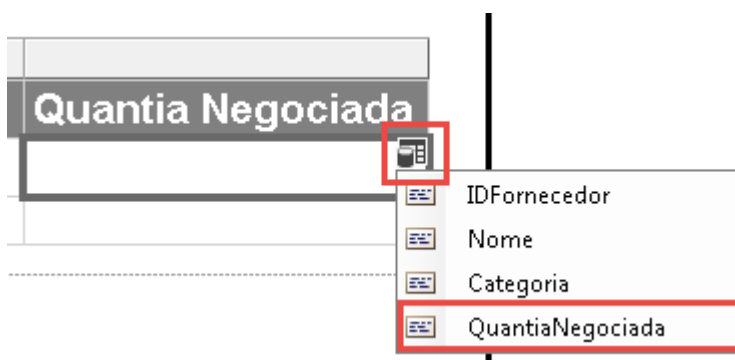 Quantia Negociada
IDFornecedor
Nome
Categoria
QuantiaNegociada